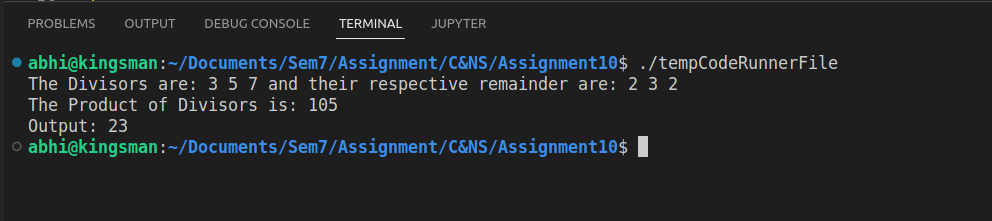 PROBLEMS OUTPUT DEBUG CONSOLE TERMINAL JUPYTER
abhi@kingsman:~/Documents/Sem7/Assignment/C&NS/Assignment10$ ./tempCodeRunnerFile
The Divisors are: 3 5 7 and their respective remainder are: 2 3 2
The Product of Divisors is: 105
Output: 23
abhi@kingsman:~/Documents/Sem7/Assignment/C&NS/Assignment10$